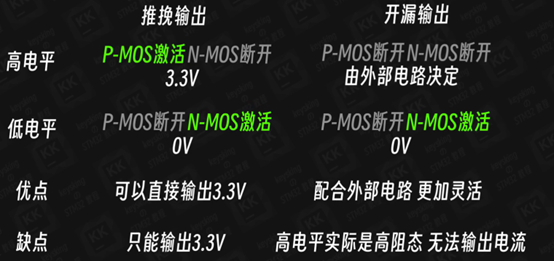 推挽输出 开漏输出
高电平 P-MOS激活 N-MOS断开 P-MOS断开 N-MOS断开
3.3V 由外部电路决定
低电平 P-MOS断开 N-MOS激活 P-MOS断开 N-MOS激活
0V 0V
优点 可以直接输出3.3V 配合外部电路 更加灵活
缺点 只能输出3.3V 高电平实际是高阻态 无法输出电流